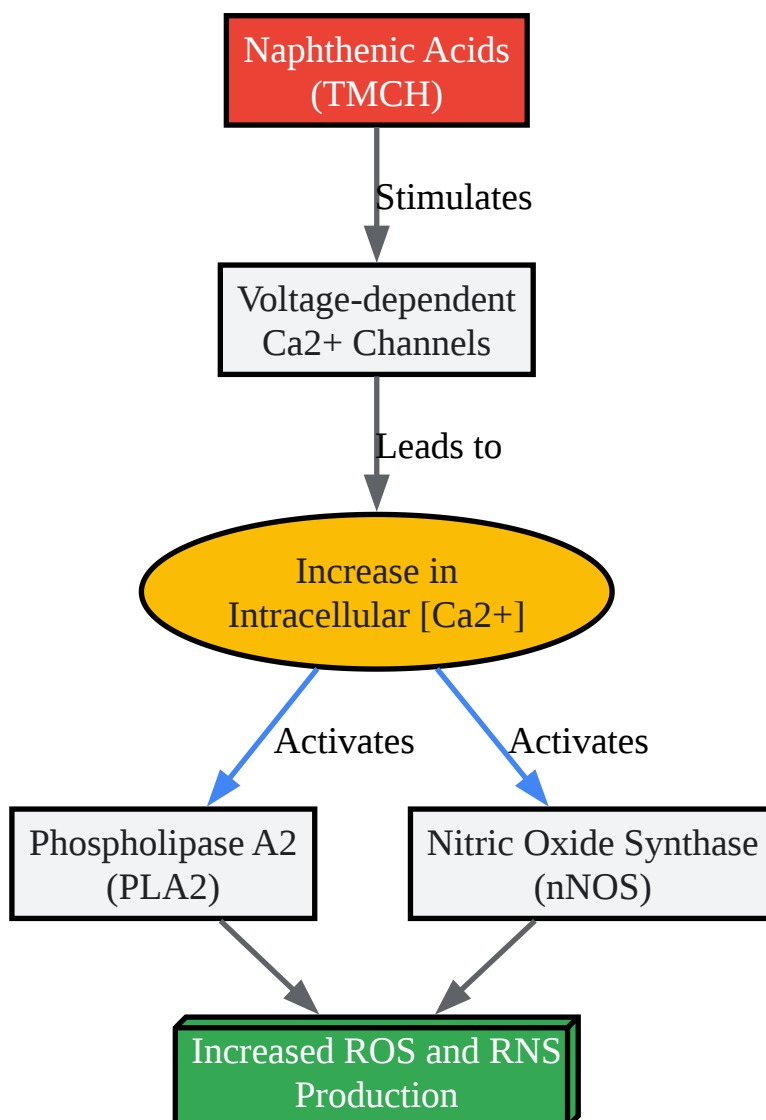 Naphthenic Acids
(TMCH)
Stimulates
Voltage-dependent
Ca2+ Channels
Leads to
Increase in
Intracellular [Ca2+]
Activates
Activates
Phospholipase A2
(PLA2)
Nitric Oxide Synthase
(nNOS)
Increased ROS and RNS
Production